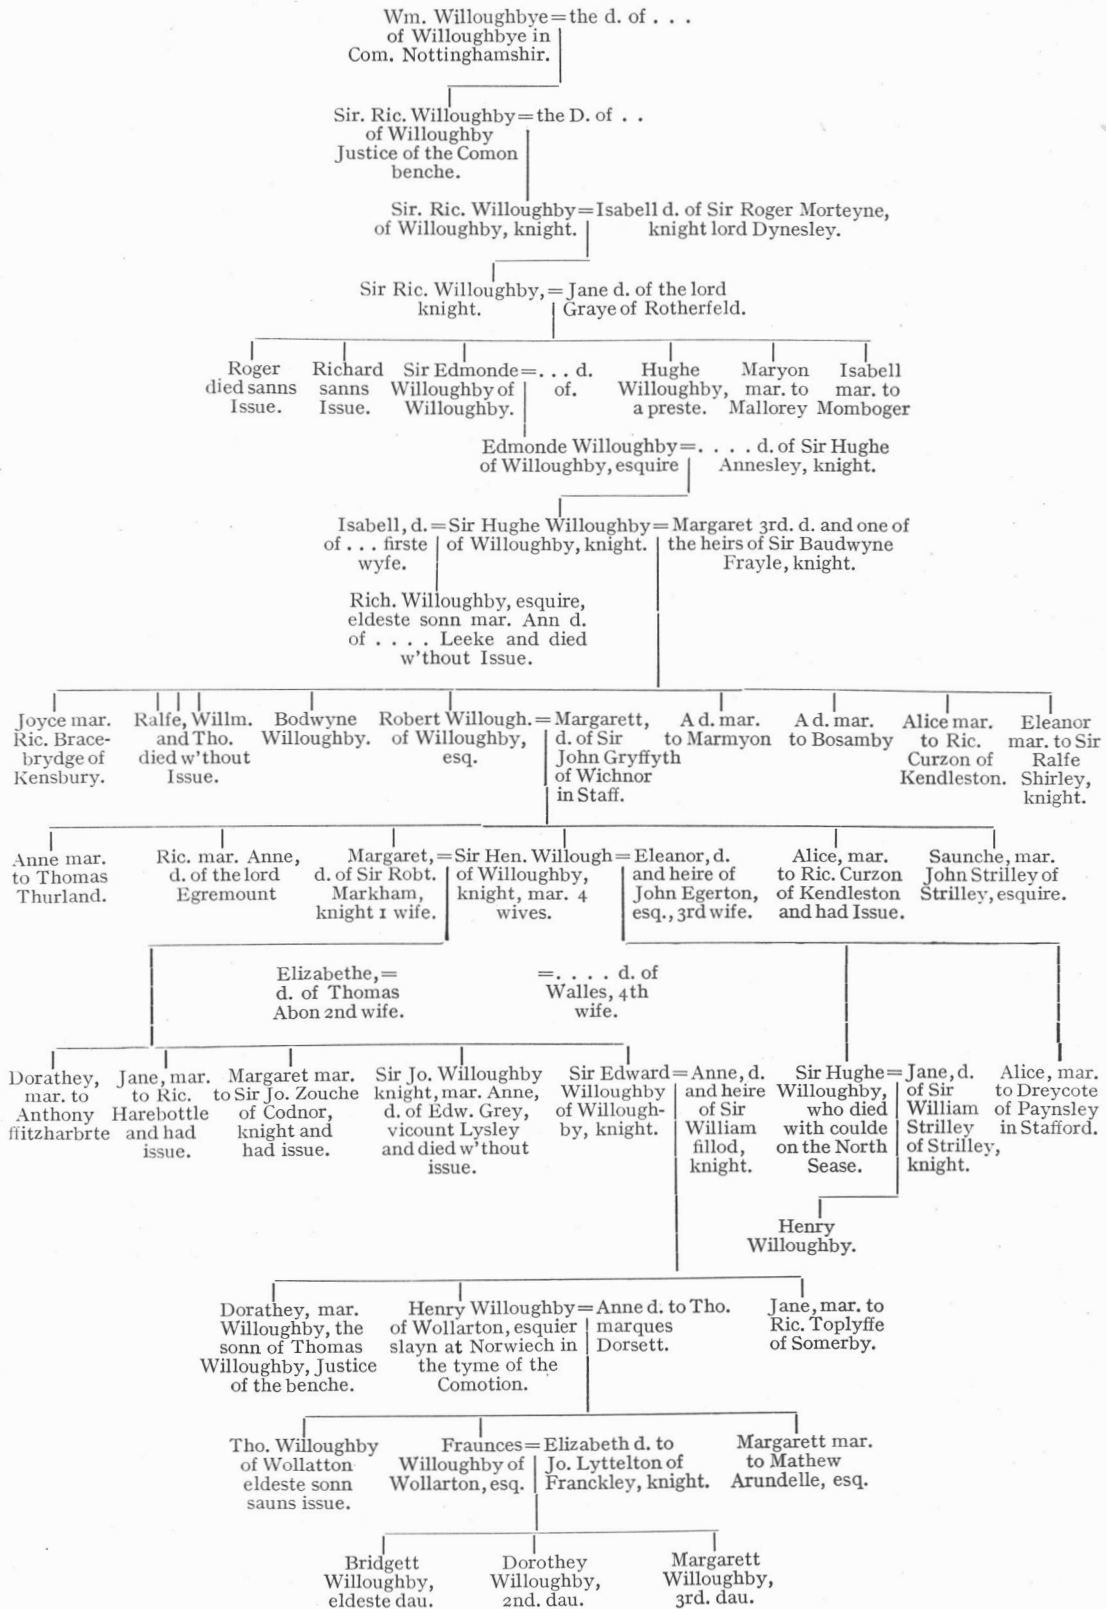 Wm. Willoughbye=the d. of . . .
of Willoughbye in
Com. Nottinghamshir.
Sir. Ric. Willoughby=the D. of . .
of Willoughby
Justice of the Comon
benche.
Sir. Ric. Willoughby=Isabell d. of Sir Roger Morteyne,
of Willoughby, knight. knight lord Dynesley.
Sir Ric. Willoughby,=Jane d. of the lord
knight. Graye of Rotherfeld.
Roger
died sanns
Issue.
Richard
sanns
Issue.
Sir Edmonde=. . . d.
Willoughby of of.
Willoughby.
Hughe
Willoughby,
a preste.
Maryon
mar. to
Mallorey
Isabell
mar. to
Momboger
Edmonde Willoughby=. . . . d. of Sir Hughe
of Willoughby, esquire Annesley, knight.
Isabell, d.=Sir Hughe Willoughby=Margaret 3rd. d. and one of
of . . . firste of Willoughby, knight. the heirs of Sir Baudwyne
wyfe. Frayle, knight.
Rich. Willoughby, esquire,
eldeste sonn mar. Ann d.
of . . . . Leeke and died
w'thout Issue.
Joyce mar.
Ric. Brace-
brydge of
Kensbury.
Ralfe, Willm.
and Tho.
died w'thout
Issue.
Bodwyne
Willoughby.
Robert Willough.=Margarett,
of Willoughby, d. of Sir
esq. John Gryffyth
of Wichnor
in Staff.
A d. mar.
to Marmyon
A d. mar.
to Bosamby
Alice mar.
to Ric.
Curzon of
Kendleston.
Eleanor
mar. to Sir
Ralfe
Shirley,
knight.
Anne mar.
to Thomas
Thurland.
Ric. mar. Anne,
d. of the lord
Egremount
Margaret,=Sir Hen. Willough=Eleanor, d.
d. of Sir Robt. of Willoughby, and heire of
Markham, knight, mar. 4 John Egerton,
knight 1 wife. wives. esq., 3rd wife.
Alice, mar.
to Ric. Curzon
of Kendleston
and had Issue.
Saunche, mar.
John Strilley of
Strilley, esquire.
Elizabethe,=
d. of Thomas
Abon 2nd wife.
=. . . . d. of
Walles, 4th
wife.
Dorathey,
mar. to
Anthony
ffitzharbrte
Jane, mar.
to Ric.
Harebottle
and had
issue.
Margaret mar.
to Sir Jo. Zouche
of Codnor,
knight and
had issue.
Sir Jo. Willoughby
knight, mar. Anne,
d. of Edw. Grey,
vicount Lysley
and died w'thout
issue.
Sir Edward=Anne, d.
Willoughby and heire
of Willough- of Sir
by, knight. William
fillod,
knight.
Sir Hughe=Jane, d.
Willoughby, of Sir
who died William
with coulde Strilley
on the North of Strilley,
Sease. knight.
Alice, mar.
to Dreycote
of Paynsley
in Stafford.
Henry
Willoughby.
Dorathey, mar.
Willoughby, the
sonn of Thomas
Willoughby, Justice
of the benche.
Henry Willoughby=Anne d. to Tho.
of Wollarton, esquier marques
slayn at Norwiech in Dorsett.
the tyme of the
Comotion.
Jane, mar. to
Ric. Toplyffe
of Somerby.
Tho. Willoughby
of Wollatton
eldeste sonn
sauns issue.
Fraunces=Elizabeth d. to
Willoughby of Jo. Lyttelton of
Wollarton, esq. Franckley, knight.
Margarett mar.
to Mathew
Arundelle, esq.
Bridgett
Willoughby,
eldeste dau.
Dorothey
Willoughby,
2nd. dau.
Margarett
Willoughby,
3rd. dau.